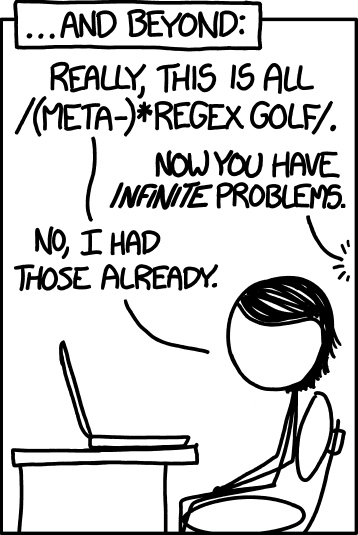 ...AND BEYOND:
REALLY, THIS IS ALL
/(META-)*REGEX GOLF/.
NOW YOU HAVE
INFINITE PROBLEMS.
NO, I HAD
THOSE ALREADY.